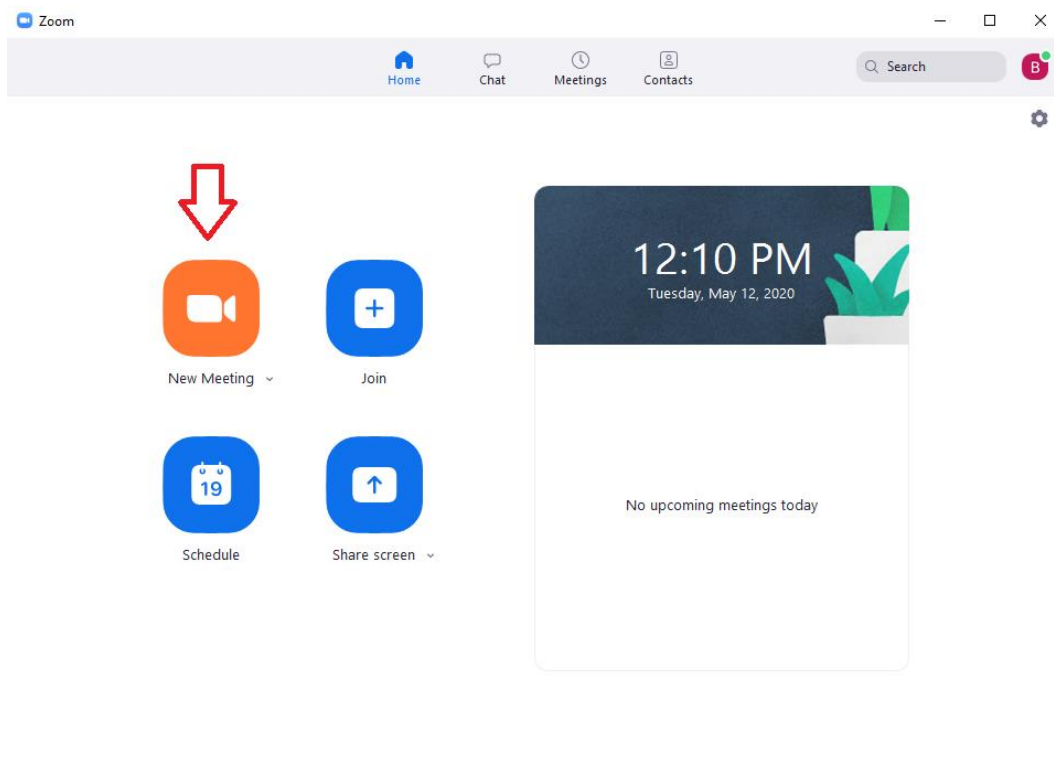 Zoom
Home Chat Meetings Contacts Search B
12:10 PM
Tuesday, May 12, 2020
New Meeting Join
19
No upcoming meetings today
Schedule Share screen